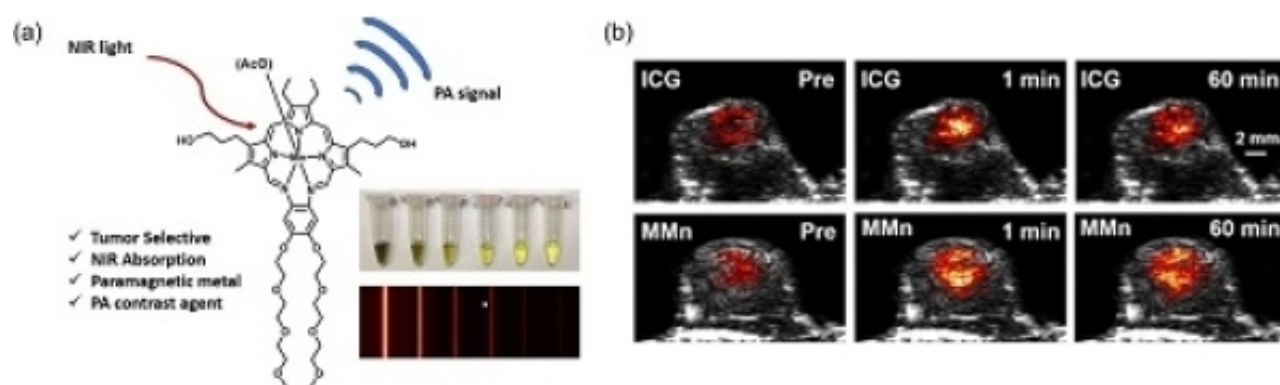 (a)
NIR light
(AcO)
PA signal
HO
OH
Mn
✓ Tumor Selective
✓ NIR Absorption
✓ Paramagnetic metal
✓ PA contrast agent
(b)
ICG Pre
ICG 1 min
ICG 60 min
2 mm
MMn Pre
MMn 1 min
MMn 60 min